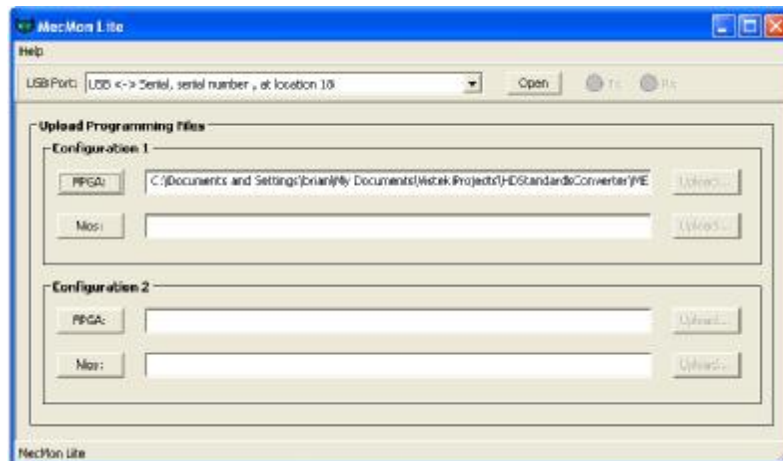 MecMon Lite
Help
USB Port: USB <-> Serial, serial number , at location 18 Open Tx Rx
Upload Programming Files
Configuration 1
FPGA: C:\Documents and Settings\brian\My Documents\Vistek\Projects\HDStandardsConverter\ME Upload...
Nios: Upload...
Configuration 2
FPGA: Upload...
Nios: Upload...
MecMon Lite